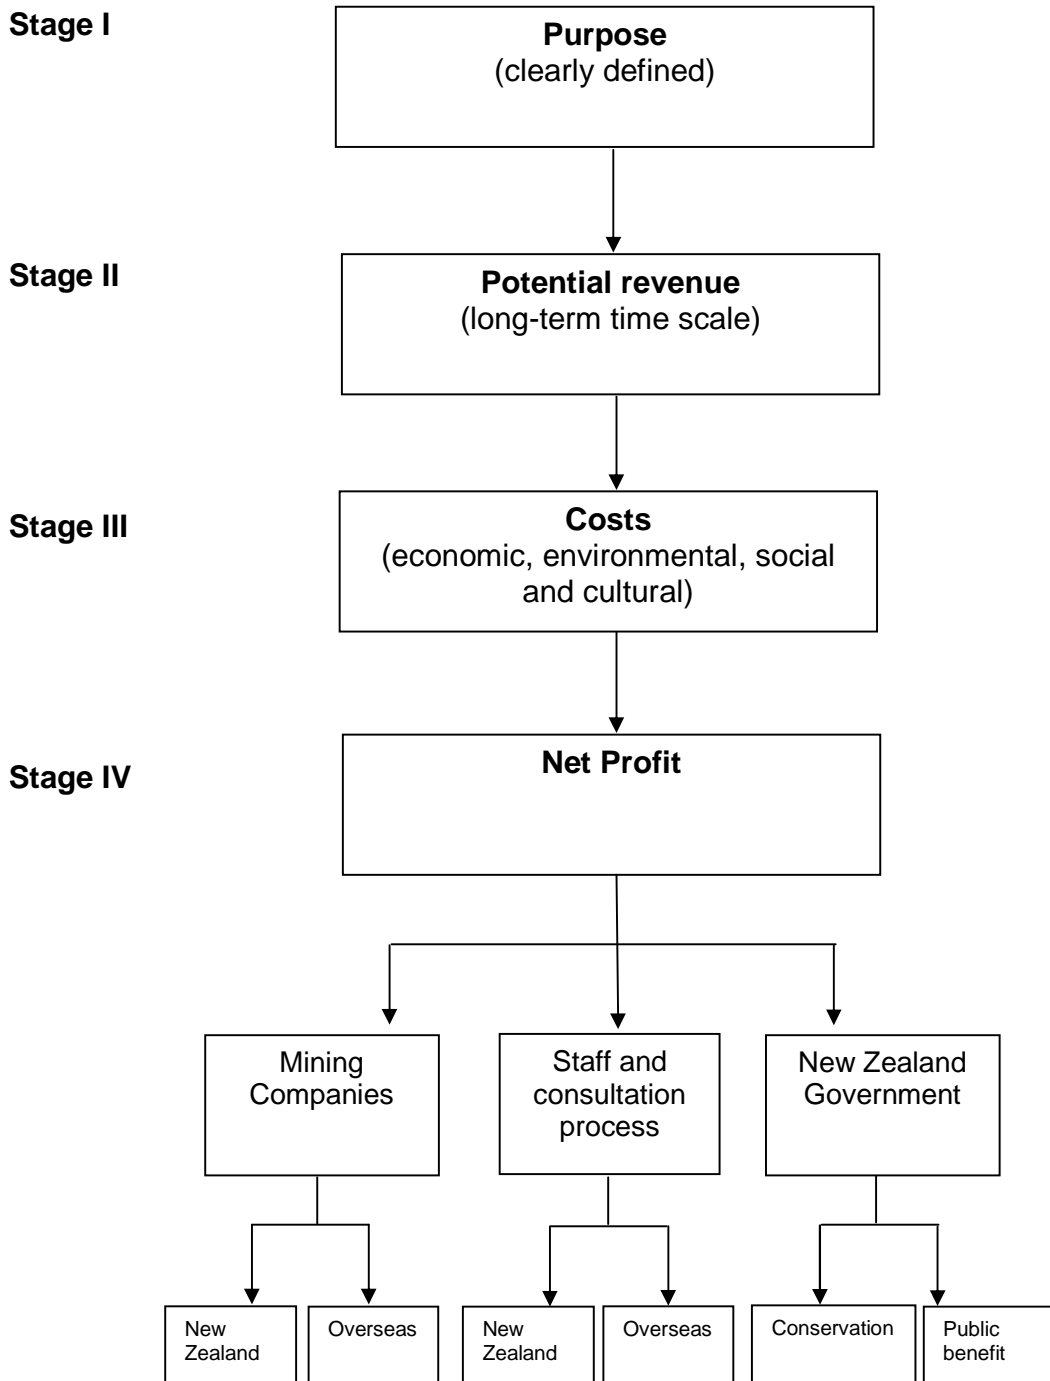 Stage I
Purpose
(clearly defined)
Stage II
Potential revenue
(long-term time scale)
Stage III
Costs
(economic, environmental, social
and cultural)
Stage IV
Net Profit
Mining
Companies
Staff and
consultation
process
New Zealand
Government
New
Zealand
Overseas
New
Zealand
Overseas
Conservation
Public
benefit